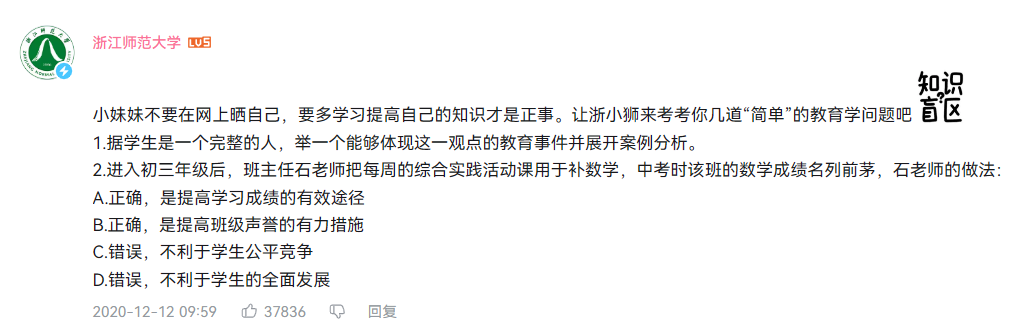 浙江师范大学 LV5
知识
盲?区
小妹妹不要在网上晒自己，要多学习提高自己的知识才是正事。让浙小狮来考考你几道“简单”的教育学问题吧
1.据学生是一个完整的人，举一个能够体现这一观点的教育事件并展开案例分析。
2.进入初三年级后，班主任石老师把每周的综合实践活动课用于补数学，中考时该班的数学成绩名列前茅，石老师的做法：
A.正确，是提高学习成绩的有效途径
B.正确，是提高班级声誉的有力措施
C.错误，不利于学生公平竞争
D.错误，不利于学生的全面发展
2020-12-12 09:59 37836 回复